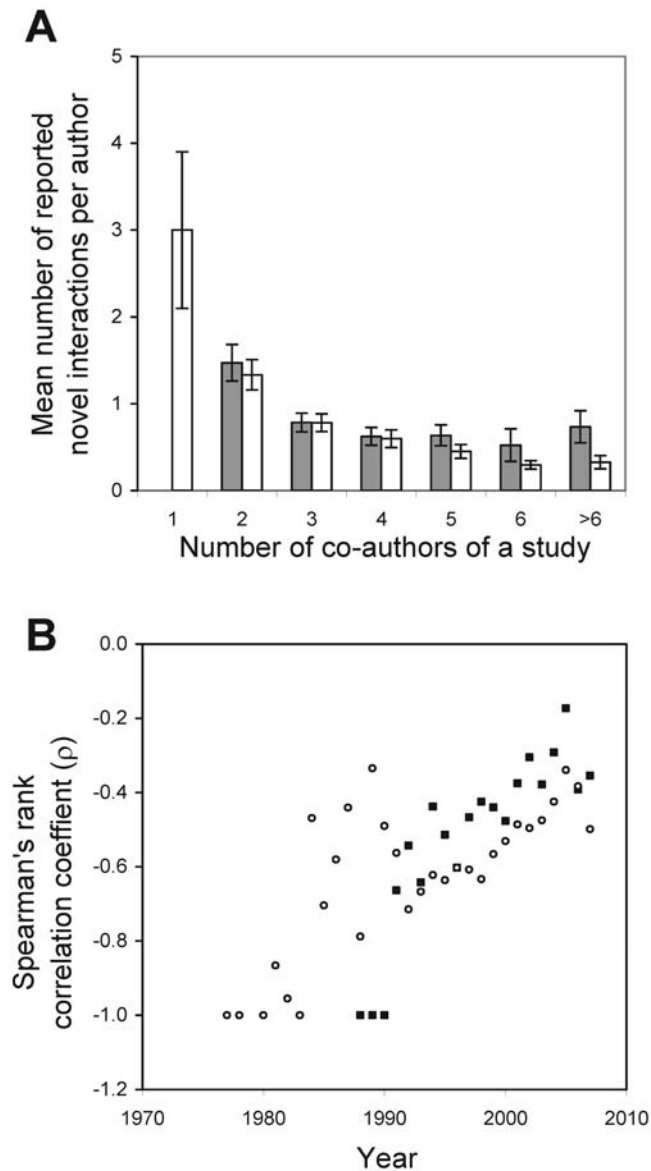 A
5
4
3
2
1
0
Mean number of reported
novel interactions per author
1 2 3 4 5 6 >6
Number of co-authors of a study
B
0.0
-0.2
-0.4
-0.6
-0.8
-1.0
-1.2
Spearman's rank
correlation coeffient (ρ)
1970 1980 1990 2000 2010
Year